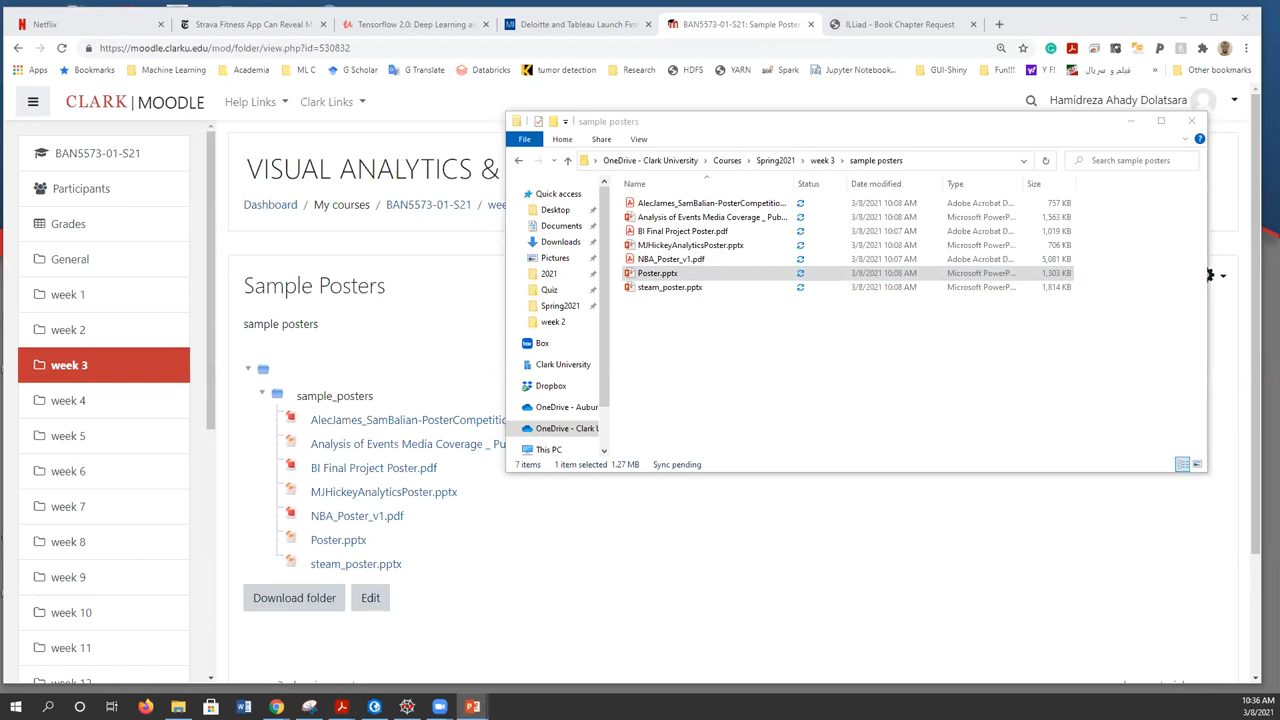 Netflix
Strava Fitness App Can Reveal M
Tensorflow 2.0: Deep Learning an
Deloitte and Tableau Launch First
BAN5573-01-S21: Sample Poster
ILLiad - Book Chapter Request
https://moodle.clarku.edu/mod/folder/view.php?id=530832
Apps
Bookmarks
Machine Learning
Academia
ML C
G Scholar
G Translate
Databricks
tumor detection
Research
HDFS
YARN
Spark
Jupyter Notebook...
GUI-Shiny
Fun!!!
Y F!
فیلم و سریال
»
Other bookmarks
CLARK | MOODLE
Help Links
Clark Links
Hamidreza Ahady Dolatsara
BAN5573-01-S21
Participants
Grades
General
week 1
week 2
week 3
week 4
week 5
week 6
week 7
week 8
week 9
week 10
week 11
VISUAL ANALYTICS &
Dashboard / My courses / BAN5573-01-S21 / wee
Sample Posters
sample posters
sample_posters
AlecJames_SamBalian-PosterCompetitio
Analysis of Events Media Coverage _ Pu
BI Final Project Poster.pdf
MJHickeyAnalyticsPoster.pptx
NBA_Poster_v1.pdf
Poster.pptx
steam_poster.pptx
Download folder
Edit
sample posters
File
Home
Share
View
OneDrive - Clark University > Courses > Spring2021 > week 3 > sample posters
Search sample posters
Name
Status
Date modified
Type
Size
Quick access
Desktop
Documents
Downloads
Pictures
2021
Quiz
Spring2021
week 2
Box
Clark University
Dropbox
OneDrive - Aubur
OneDrive - Clark U
This PC
AlecJames_SamBalian-PosterCompetitio... 3/8/2021 10:08 AM Adobe Acrobat D... 757 KB
Analysis of Events Media Coverage _ Pub... 3/8/2021 10:08 AM Microsoft PowerP... 1,563 KB
BI Final Project Poster.pdf 3/8/2021 10:07 AM Adobe Acrobat D... 1,019 KB
MJHickeyAnalyticsPoster.pptx 3/8/2021 10:08 AM Microsoft PowerP... 706 KB
NBA_Poster_v1.pdf 3/8/2021 10:07 AM Adobe Acrobat D... 5,081 KB
Poster.pptx 3/8/2021 10:08 AM Microsoft PowerP... 1,303 KB
steam_poster.pptx 3/8/2021 10:08 AM Microsoft PowerP... 1,814 KB
7 items
1 item selected 1.27 MB
Sync pending
10:36 AM
3/8/2021